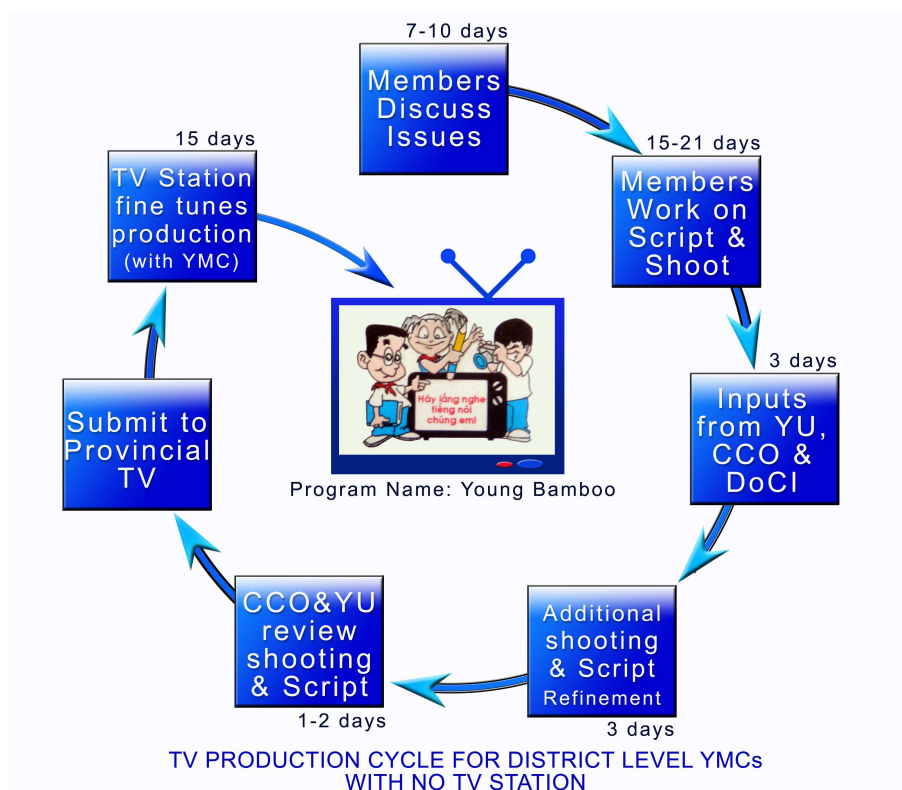 7-10 days
Members
Discuss
Issues
15-21 days
Members
Work on
Script &
Shoot
3 days
Inputs
from YU,
CCO &
DoCI
Additional
shooting
& Script
Refinement
3 days
CCO&YU
review
shooting
& Script
1-2 days
Submit to
Provincial
TV
15 days
TV Station
fine tunes
production
(with YMC)
Hãy lắng nghe
tiếng nói
chúng em!
Program Name: Young Bamboo
TV PRODUCTION CYCLE FOR DISTRICT LEVEL YMCs
WITH NO TV STATION